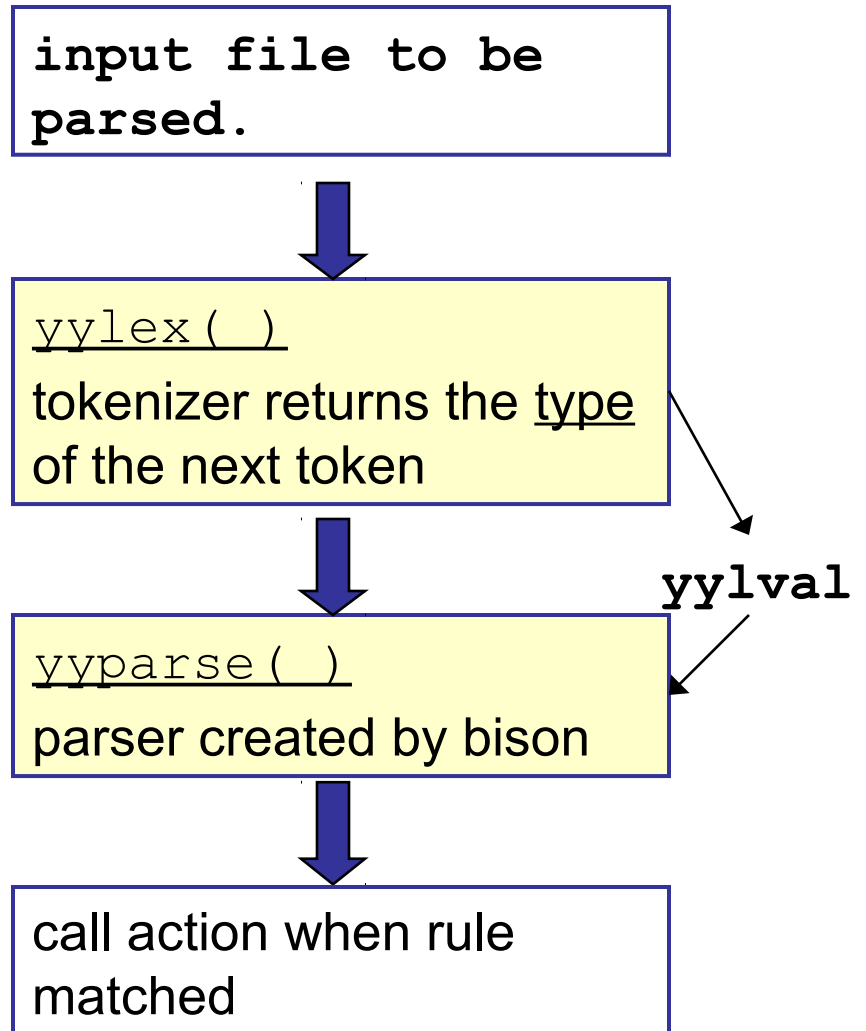 input file to be
parsed.
yylex( )
tokenizer returns the type
of the next token
yylval
yyparse( )
parser created by bison
call action when rule
matched